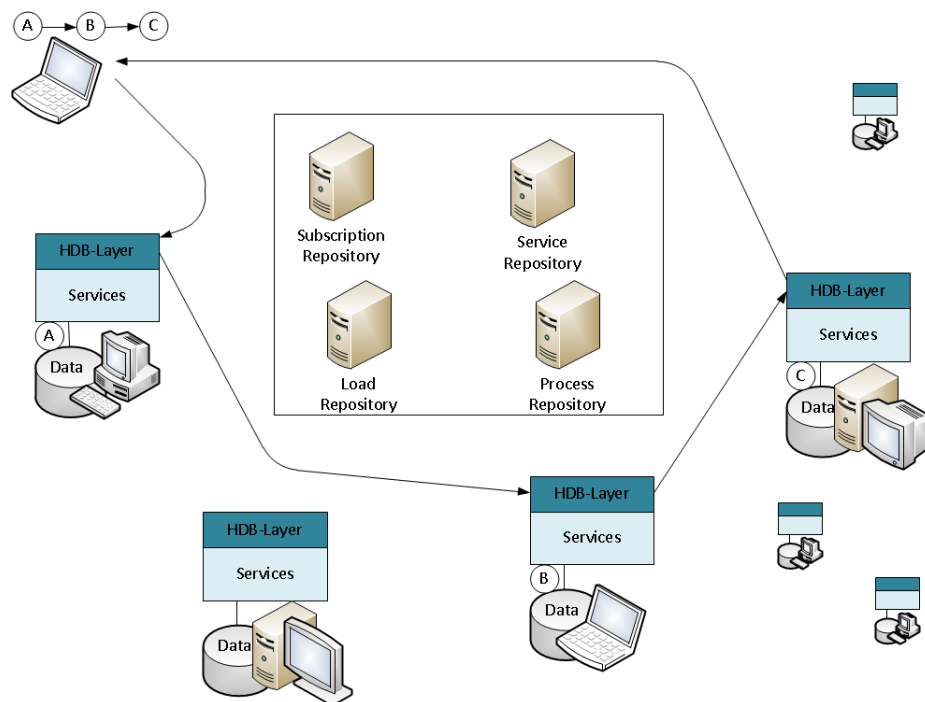 A B C
Subscription
Repository
Service
Repository
Load
Repository
Process
Repository
HDB-Layer
Services
A
Data
HDB-Layer
Services
C
Data
HDB-Layer
Services
B
Data
HDB-Layer
Services
Data